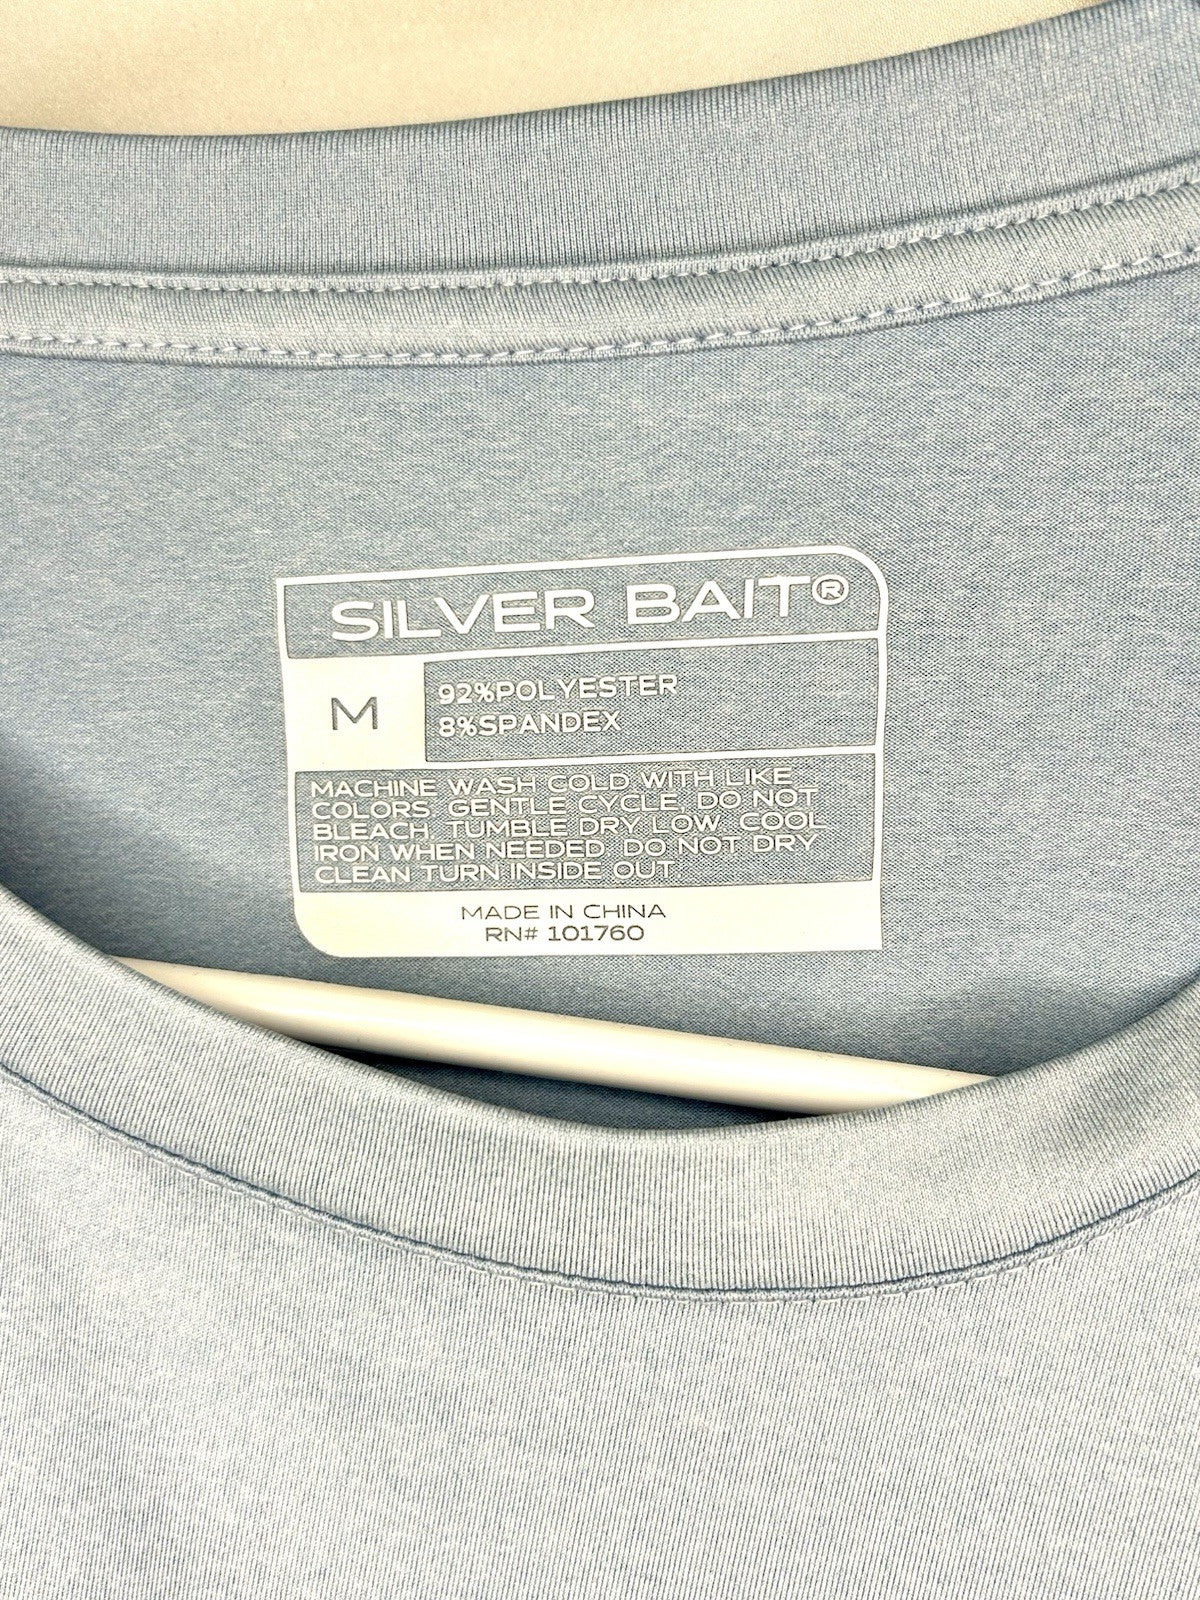 SILVER BAIT®
M
92%POLYESTER
8%SPANDEX
MACHINE WASH COLD WITH LIKE
COLORS. GENTLE CYCLE. DO NOT
BLEACH. TUMBLE DRY LOW. COOL
IRON WHEN NEEDED. DO NOT DRY
CLEAN TURN INSIDE OUT.
MADE IN CHINA
RN# 101760